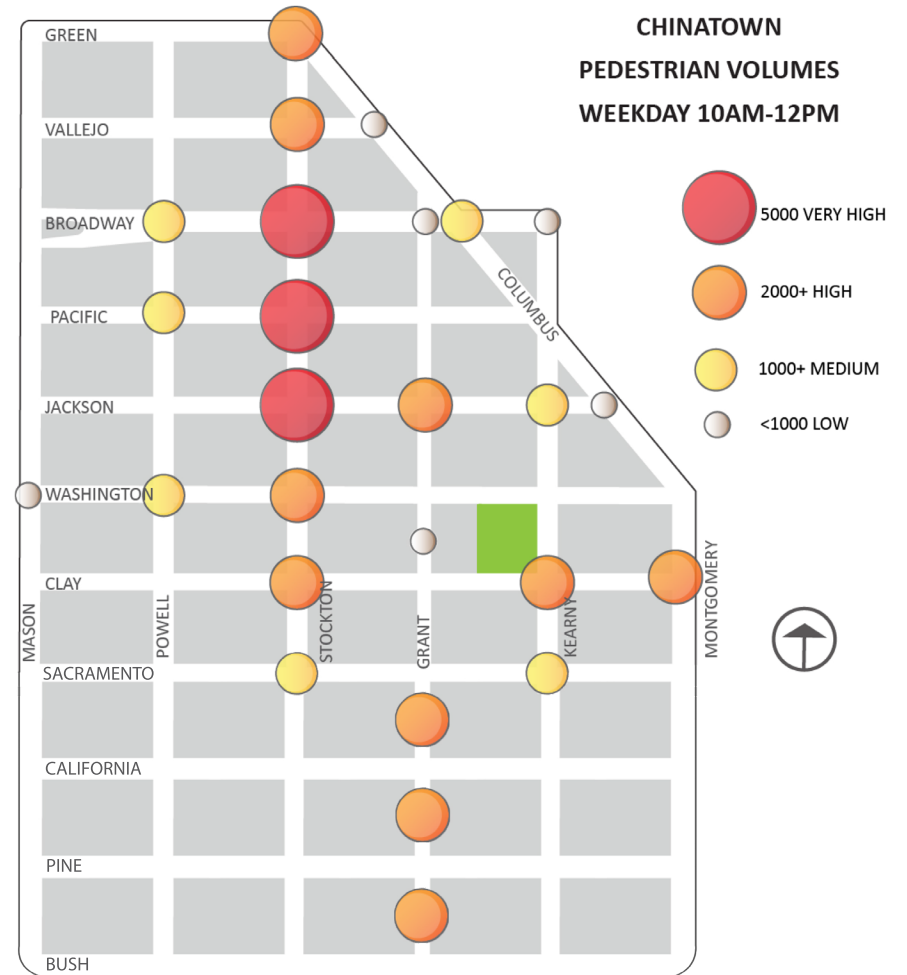 CHINATOWN
PEDESTRIAN VOLUMES
WEEKDAY 10AM-12PM
5000 VERY HIGH
2000+ HIGH
1000+ MEDIUM
<1000 LOW
GREEN
VALLEJO
BROADWAY
COLUMBUS
PACIFIC
JACKSON
WASHINGTON
CLAY
MASON
POWELL
STOCKTON
GRANT
KEARNY
MONTGOMERY
SACRAMENTO
CALIFORNIA
PINE
BUSH